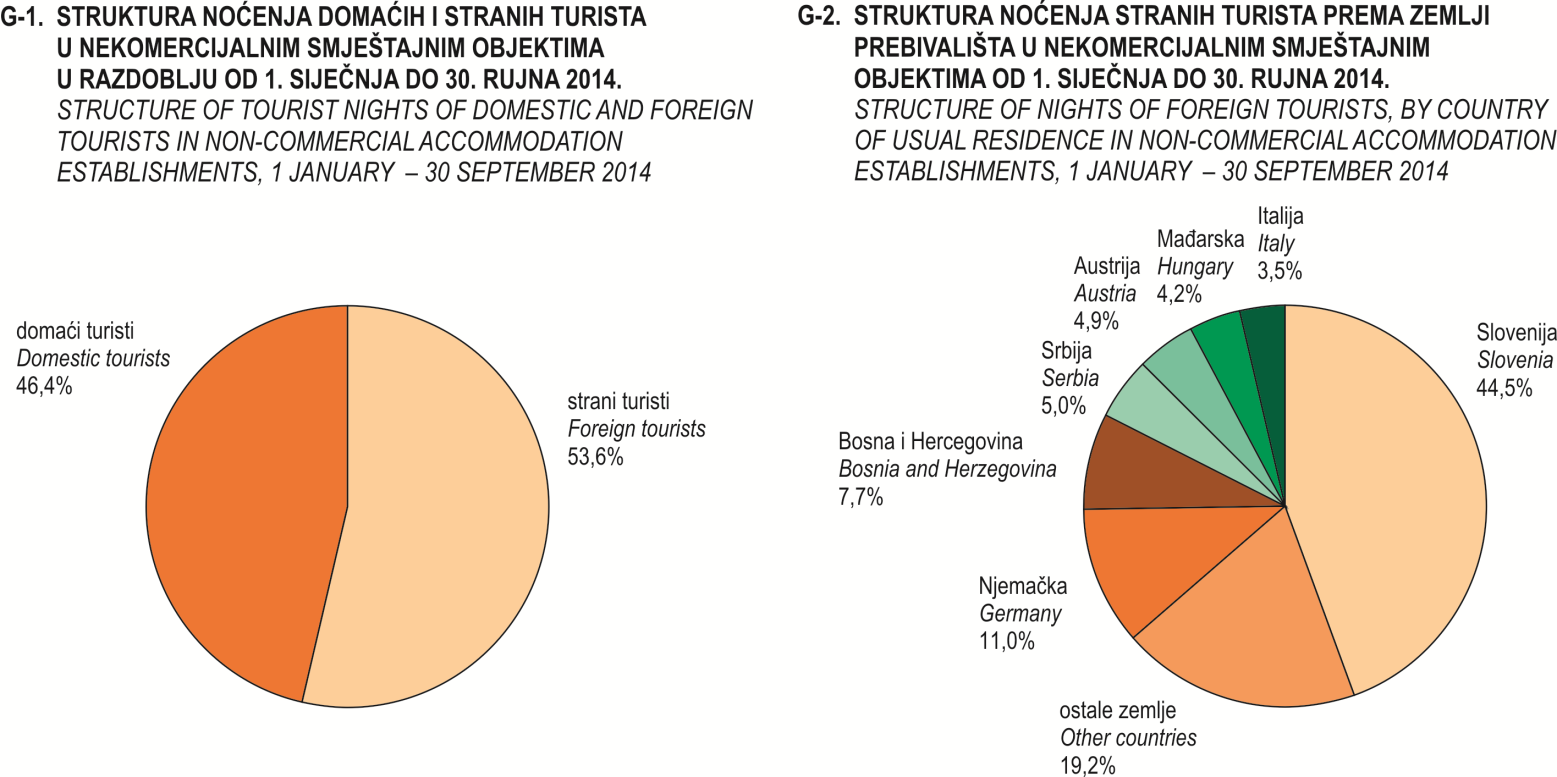 G-1. STRUKTURA NOĆENJA DOMAĆIH I STRANIH TURISTA
U NEKOMERCIJALNIM SMJEŠTAJNIM OBJEKTIMA
U RAZDOBLJU OD 1. SIJEČNJA DO 30. RUJNA 2014.
STRUCTURE OF TOURIST NIGHTS OF DOMESTIC AND FOREIGN
TOURISTS IN NON-COMMERCIAL ACCOMMODATION
ESTABLISHMENTS, 1 JANUARY – 30 SEPTEMBER 2014
domaći turisti
Domestic tourists
46,4%
strani turisti
Foreign tourists
53,6%
G-2. STRUKTURA NOĆENJA STRANIH TURISTA PREMA ZEMLJI
PREBIVALIŠTA U NEKOMERCIJALNIM SMJEŠTAJNIM
OBJEKTIMA OD 1. SIJEČNJA DO 30. RUJNA 2014.
STRUCTURE OF NIGHTS OF FOREIGN TOURISTS, BY COUNTRY
OF USUAL RESIDENCE IN NON-COMMERCIAL ACCOMMODATION
ESTABLISHMENTS, 1 JANUARY – 30 SEPTEMBER 2014
Italija
Italy
3,5%
Mađarska
Hungary
4,2%
Austrija
Austria
4,9%
Srbija
Serbia
5,0%
Bosna i Hercegovina
Bosnia and Herzegovina
7,7%
Njemačka
Germany
11,0%
ostale zemlje
Other countries
19,2%
Slovenija
Slovenia
44,5%